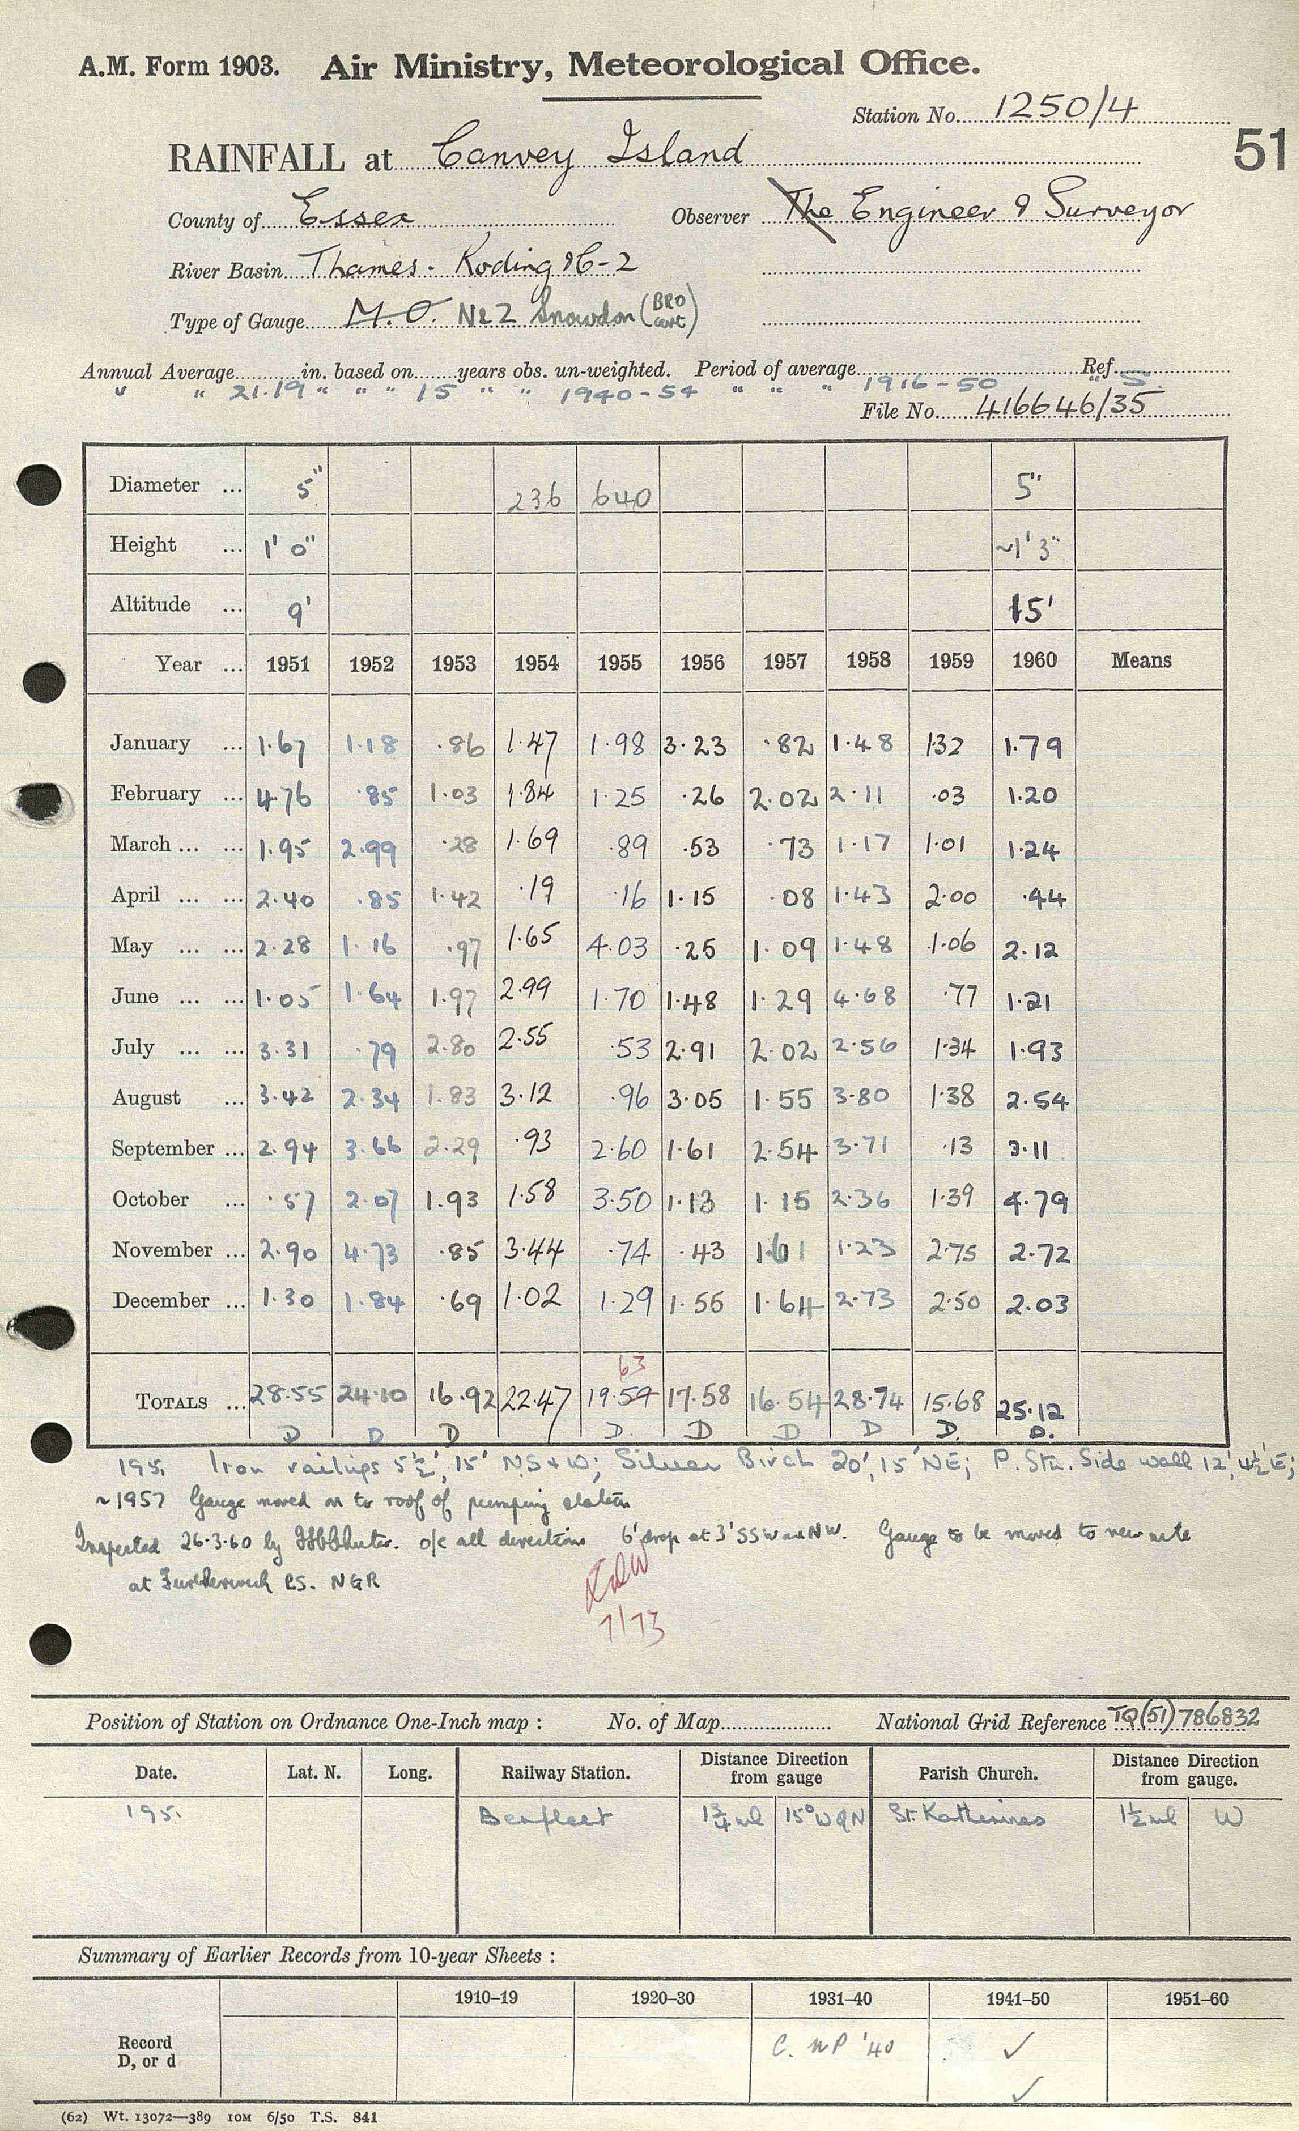 A.M. Form 1903. Air Ministry, Meteorological Office.
Station No. 1250/4
51
RAINFALL at Canvey Island
County of Essex Observer The Engineer & Surveyor
River Basin Thames - Roding &C-2
Type of Gauge M.O. No 2 Snowdon (BRO cert)
Annual Average in. based on years obs. un-weighted. Period of average Ref.
" " 21.19 " " " 15 " " 1940-54 " " " 1916-50 " 5
File No. 416646/35
Diameter ... 5" 236 640 5"
Height ... 1' 0" ~1' 3"
Altitude ... 9' 15'
Year ... 1951 1952 1953 1954 1955 1956 1957 1958 1959 1960 Means
January ... 1.67 1.18 .86 1.47 1.98 3.23 .82 1.48 1.32 1.79
February ... 4.76 .85 1.03 1.84 1.25 .26 2.02 2.11 .03 1.20
March ... ... 1.95 2.99 .28 1.69 .89 .53 .73 1.17 1.01 1.24
April ... ... 2.40 .85 1.42 .19 .16 1.15 .08 1.43 2.00 .44
May ... ... 2.28 1.16 .97 1.65 4.03 .25 1.09 1.48 1.06 2.12
June ... ... 1.05 1.64 1.97 2.99 1.70 1.48 1.29 4.68 .77 1.21
July ... ... 3.31 .79 2.80 2.55 .53 2.91 2.02 2.56 1.34 1.93
August ... 3.42 2.34 1.83 3.12 .96 3.05 1.55 3.80 1.38 2.54
September ... 2.94 3.66 2.29 .93 2.60 1.61 2.54 3.71 .13 3.11
October ... .57 2.07 1.93 1.58 3.50 1.13 1.15 2.36 1.39 4.79
November ... 2.90 4.73 .85 3.44 .74 .43 1.61 1.23 2.75 2.72
December ... 1.30 1.84 .69 1.02 1.29 1.55 1.64 2.73 2.50 2.03
63
TOTALS ... 28.55 24.10 16.92 22.47 19.59 17.58 16.54 28.74 15.68 25.12
D D D D. D D D D. D.
195. Iron railings 5½', 15' N S & W; Silver Birch 20', 15' NE; P. Stn. Side wall 12', 4½' E;
~1957 Gauge moved on to roof of pumping station
Inspected 26.3.60 by o/c all directions 6' drop at 3' SSW and NW. Gauge to be moved to new site
at PS. NGR
7/73
Position of Station on Ordnance One-Inch map : No. of Map National Grid Reference TQ(51)786832
Date. Lat. N. Long. Railway Station. Distance Direction from gauge Parish Church. Distance Direction from gauge.
195. Benfleet 1¾ ml 15° W of N St. Katherines 1½ ml W
Summary of Earlier Records from 10-year Sheets :
1910–19 1920–30 1931–40 1941–50 1951–60
Record D, or d C. NP '40 ✓
✓
(62) Wt. 13072—389 10M 6/50 T.S. 841